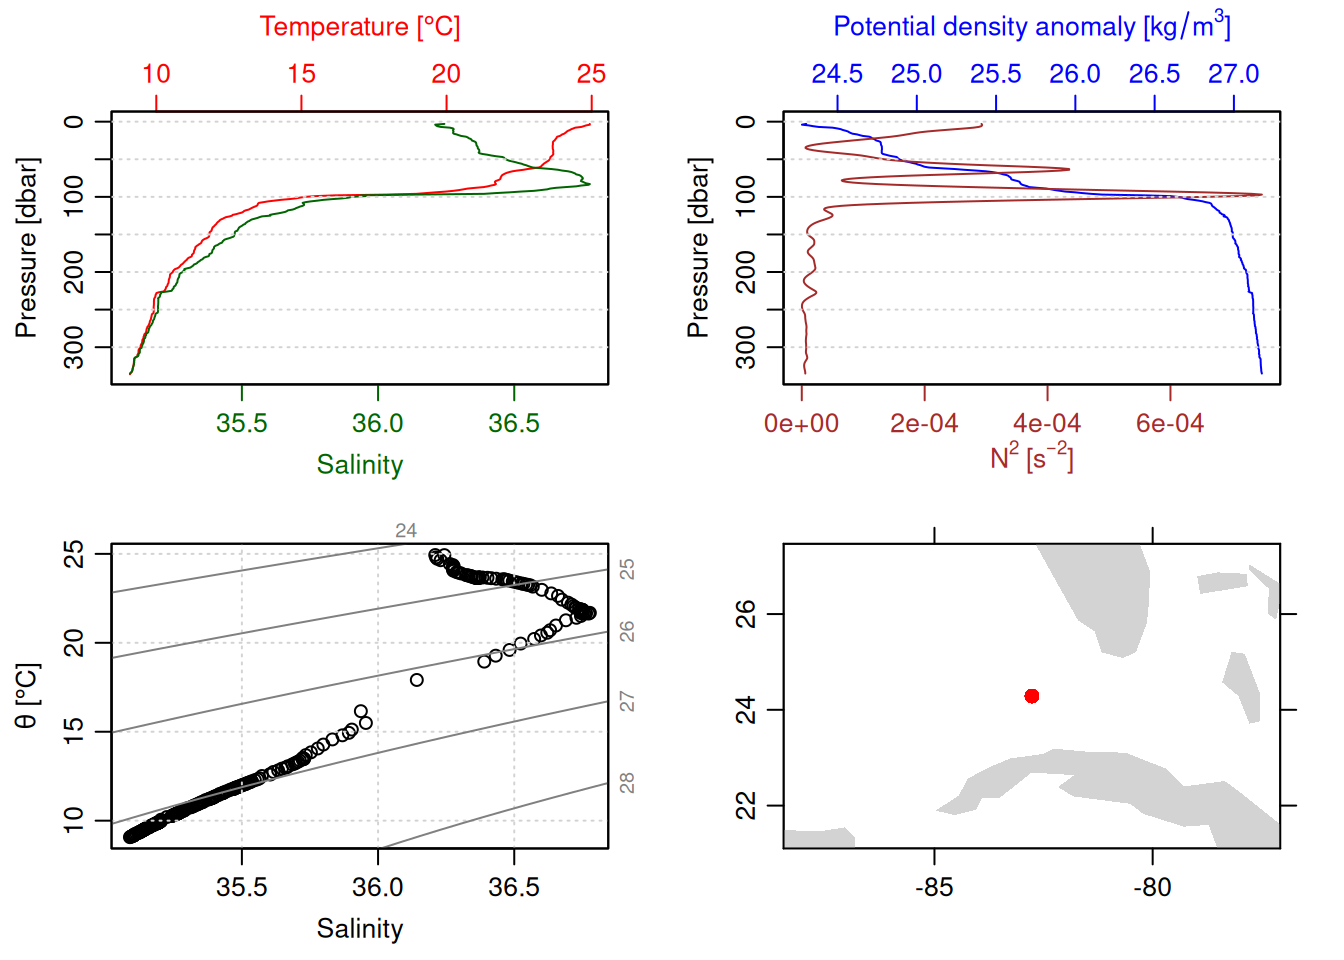 Temperature [°C]
10 15 20 25
0
100
200
300
Pressure [dbar]
35.5 36.0 36.5
Salinity
Potential density anomaly [kg/m³]
24.5 25.0 25.5 26.0 26.5 27.0
0
100
200
300
Pressure [dbar]
0e+00 2e-04 4e-04 6e-04
N² [s⁻²]
24
25
26
27
28
25
20
15
10
θ [°C]
35.5 36.0 36.5
Salinity
26
24
22
-85 -80